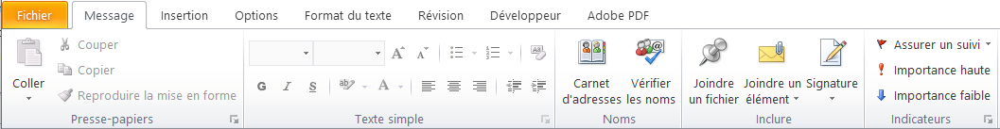 Fichier Message Insertion Options Format du texte Révision Développeur Adobe PDF
Coller
Couper
Copier
Reproduire la mise en forme
Presse-papiers
G I S ab A
Texte simple
Carnet d'adresses
Vérifier les noms
Noms
Joindre un fichier
Joindre un élément
Signature
Inclure
Assurer un suivi
Importance haute
Importance faible
Indicateurs